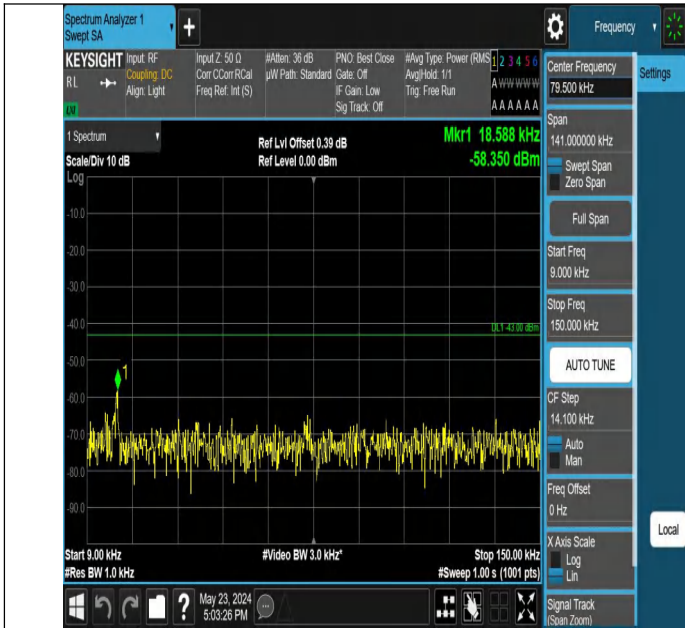 Spectrum Analyzer 1
Swept SA
+
Frequency
KEYSIGHT
RL
Input: RF
Coupling: DC
Align: Light
Input Z: 50 Ω
Corr CCorr RCal
Freq Ref: Int (S)
#Atten: 36 dB
µW Path: Standard
PNO: Best Close
Gate: Off
IF Gain: Low
Sig Track: Off
#Avg Type: Power (RMS
Avg|Hold: 1/1
Trig: Free Run
1 2 3 4 5 6
A W W W W W
A A A A A A
1 Spectrum
Scale/Div 10 dB
Log
Ref Lvl Offset 0.39 dB
Ref Level 0.00 dBm
Mkr1 18.588 kHz
-58.350 dBm
-10.0
-20.0
-30.0
-40.0
DL1 -43.00 dBm
-50.0
1
-60.0
-70.0
-80.0
-90.0
Start 9.00 kHz
#Res BW 1.0 kHz
#Video BW 3.0 kHz*
Stop 150.00 kHz
#Sweep 1.00 s (1001 pts)
?
May 23, 2024
5:03:26 PM
Center Frequency
79.500 kHz
Settings
Span
141.000000 kHz
Swept Span
Zero Span
Full Span
Start Freq
9.000 kHz
Stop Freq
150.000 kHz
AUTO TUNE
CF Step
14.100 kHz
Auto
Man
Freq Offset
0 Hz
X Axis Scale
Log
Lin
Local
Signal Track
(Span Zoom)